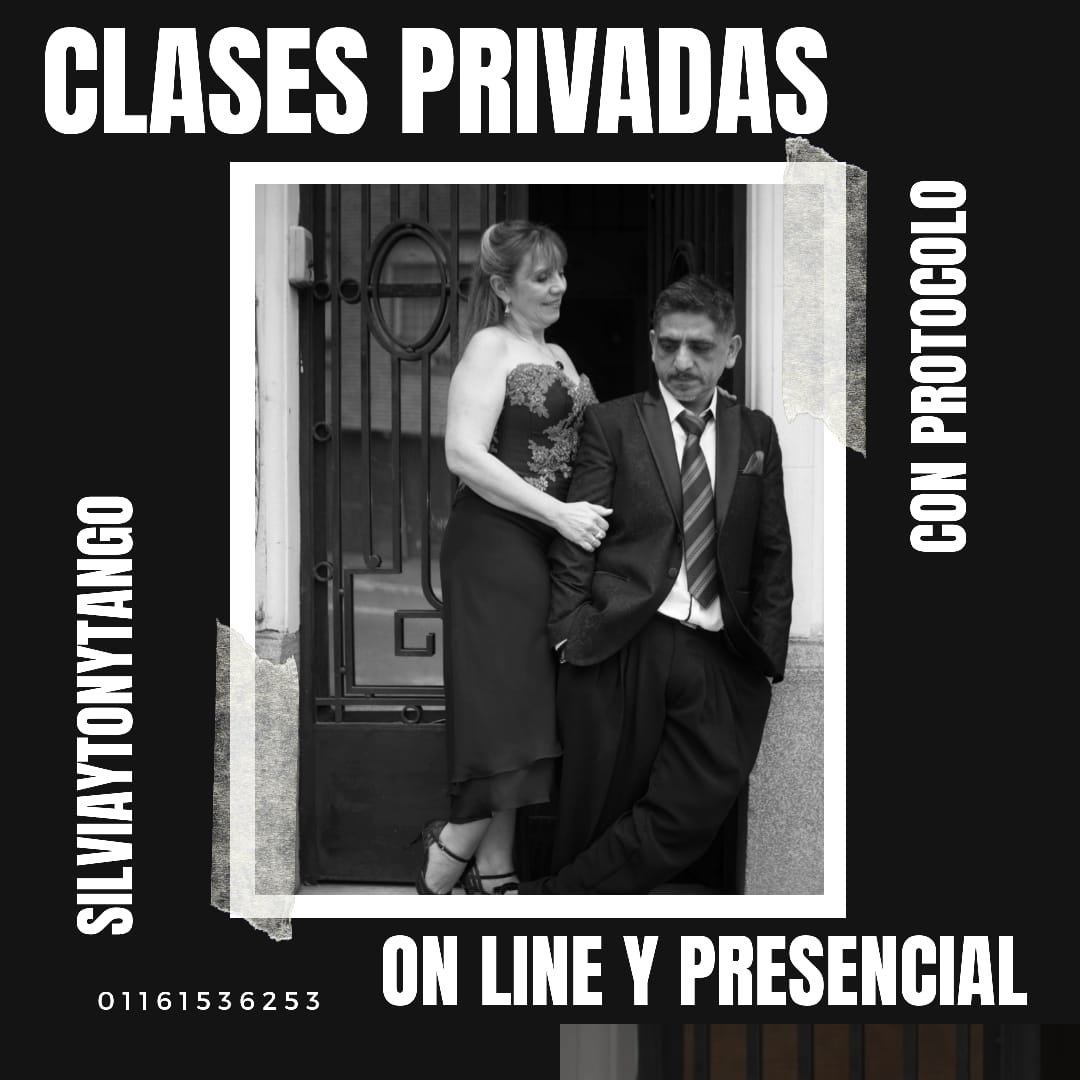 CLASES PRIVADAS
CON PROTOCOLO
SILVIAYTONYTANGO
ON LINE Y PRESENCIAL
01161536253